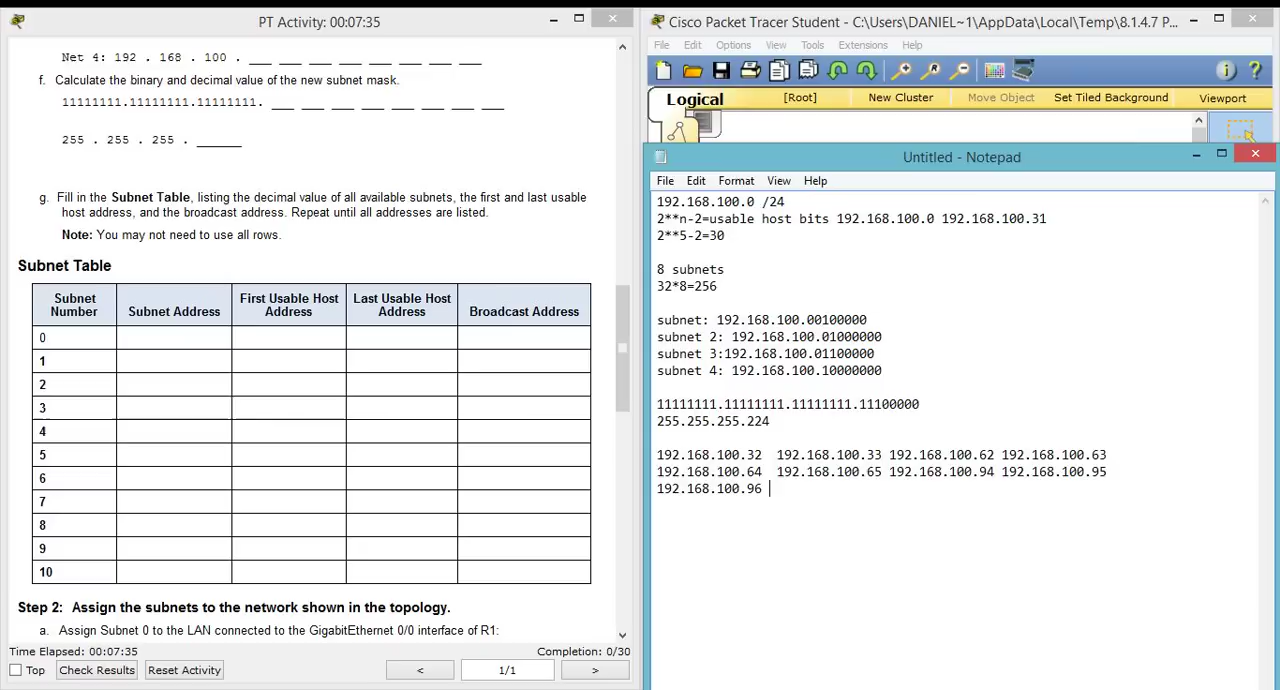 PT Activity: 00:07:35
Net 4: 192 . 168 . 100 . ___ ___ ___ ___ ___ ___ ___ ___
f. Calculate the binary and decimal value of the new subnet mask.
11111111.11111111.11111111. ___ ___ ___ ___ ___ ___ ___ ___
255 . 255 . 255 . ______
g. Fill in the Subnet Table, listing the decimal value of all available subnets, the first and last usable
host address, and the broadcast address. Repeat until all addresses are listed.
Note: You may not need to use all rows.
Subnet Table
Subnet Number Subnet Address First Usable Host Address Last Usable Host Address Broadcast Address
0
1
2
3
4
5
6
7
8
9
10
Step 2: Assign the subnets to the network shown in the topology.
a. Assign Subnet 0 to the LAN connected to the GigabitEthernet 0/0 interface of R1:
Time Elapsed: 00:07:35 Completion: 0/30
Top Check Results Reset Activity < 1/1 >
Cisco Packet Tracer Student - C:\Users\DANIEL~1\AppData\Local\Temp\8.1.4.7 P...
File Edit Options View Tools Extensions Help
Logical [Root] New Cluster Move Object Set Tiled Background Viewport
Untitled - Notepad
File Edit Format View Help
192.168.100.0 /24
2**n-2=usable host bits 192.168.100.0 192.168.100.31
2**5-2=30
8 subnets
32*8=256
subnet: 192.168.100.00100000
subnet 2: 192.168.100.01000000
subnet 3:192.168.100.01100000
subnet 4: 192.168.100.10000000
11111111.11111111.11111111.11100000
255.255.255.224
192.168.100.32  192.168.100.33 192.168.100.62 192.168.100.63
192.168.100.64  192.168.100.65 192.168.100.94 192.168.100.95
192.168.100.96